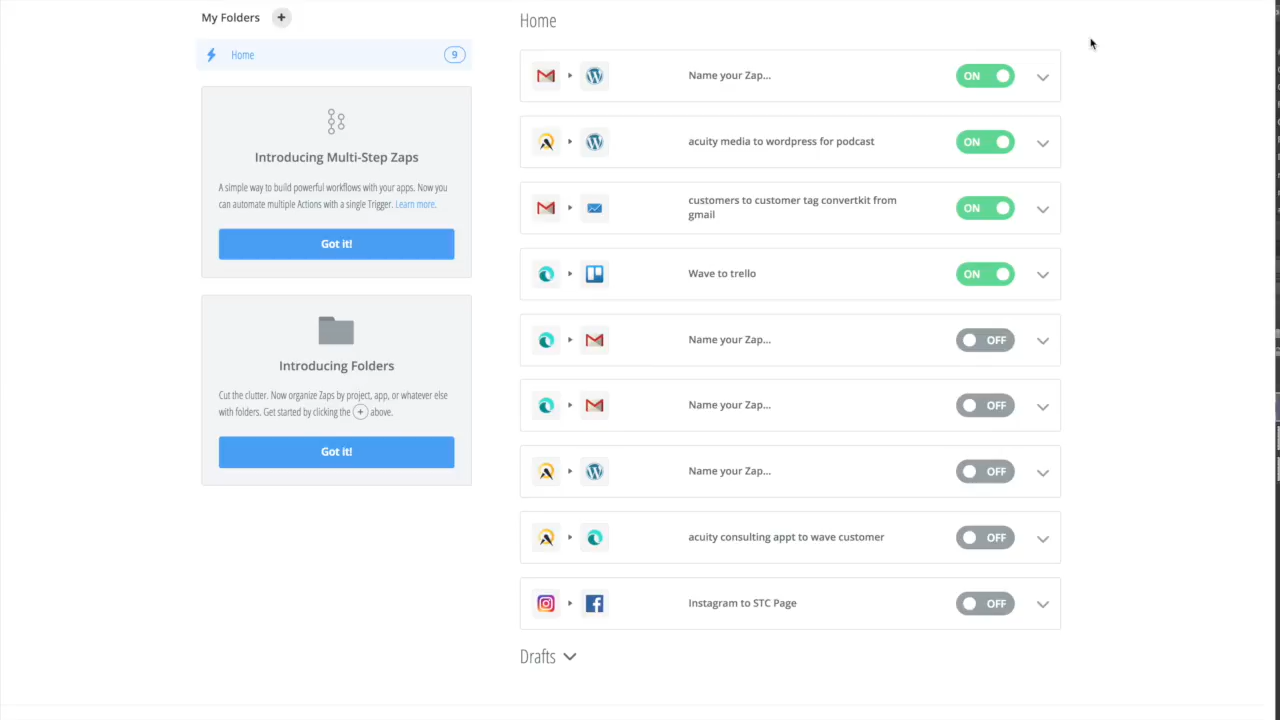 My Folders +
Home 9
Introducing Multi-Step Zaps
A simple way to build powerful workflows with your apps. Now you
can automate multiple Actions with a single Trigger. Learn more.
Got it!
Introducing Folders
Cut the clutter. Now organize Zaps by project, app, or whatever else
with folders. Get started by clicking the + above.
Got it!
Home
Name your Zap... ON
acuity media to wordpress for podcast ON
customers to customer tag convertkit from
gmail ON
Wave to trello ON
Name your Zap... OFF
Name your Zap... OFF
Name your Zap... OFF
acuity consulting appt to wave customer OFF
Instagram to STC Page OFF
Drafts